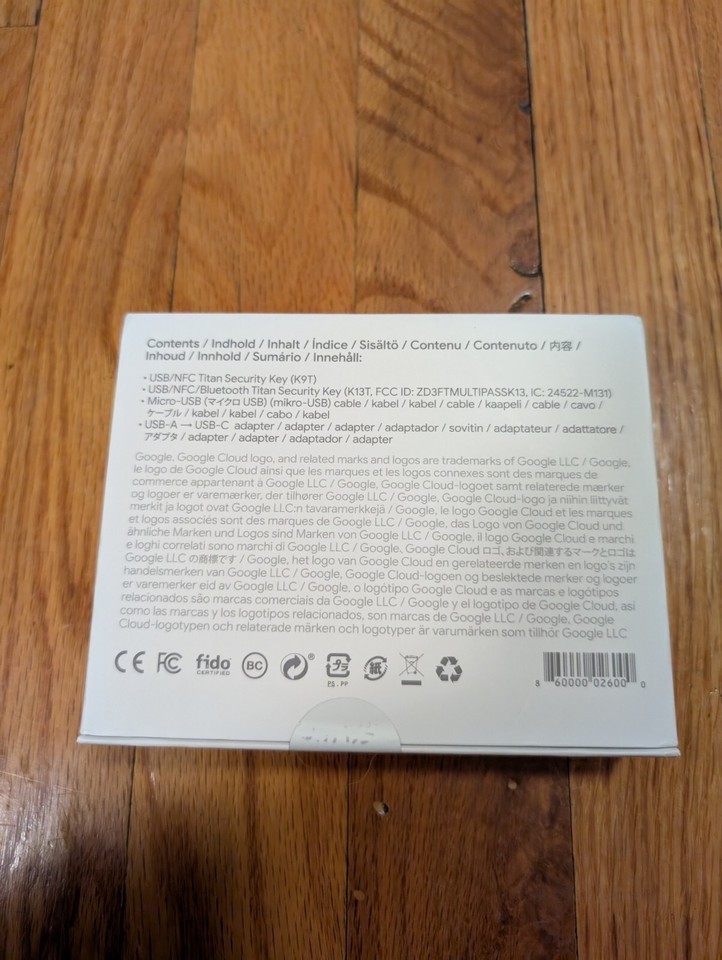 Contents / Indhold / Inhalt / Índice / Sisältö / Contenu / Contenuto / 内容 /
Inhoud / Innhold / Sumário / Innehåll:
• USB/NFC Titan Security Key (K9T)
• USB/NFC/Bluetooth Titan Security Key (K13T, FCC ID: ZD3FTMULTIPASSK13, IC: 24522-M131)
• Micro-USB (マイクロ USB) (mikro-USB) cable / kabel / kabel / cable / kaapeli / cable / cavo /
ケーブル / kabel / kabel / cabo / kabel
• USB-A → USB-C adapter / adapter / adapter / adaptador / sovitin / adaptateur / adattatore /
アダプタ / adapter / adapter / adaptador / adapter
Google, Google Cloud logo, and related marks and logos are trademarks of Google LLC / Google,
le logo de Google Cloud ainsi que les marques et les logos connexes sont des marques de
commerce appartenant à Google LLC / Google, Google Cloud-logoet samt relaterede mærker
og logoer er varemærker, der tilhører Google LLC / Google, Google Cloud-logo ja niihin liittyvät
merkit ja logot ovat Google LLC:n tavaramerkkejä / Google, le logo Google Cloud et les marques
et logos associés sont des marques de Google LLC / Google, das Logo von Google Cloud und
ähnliche Marken und Logos sind Marken von Google LLC / Google, il logo Google Cloud e marchi
e loghi correlati sono marchi di Google LLC / Google, Google Cloud ロゴ、および関連するマークとロゴは
Google LLC の商標です / Google, het logo van Google Cloud en gerelateerde merken en logo's zijn
handelsmerken van Google LLC / Google, Google Cloud-logoen og beslektede merker og logoer
er varemerker eid av Google LLC / Google, o logótipo Google Cloud e as marcas e logótipos
relacionados são marcas comerciais da Google LLC / Google y el logotipo de Google Cloud, así
como las marcas y los logotipos relacionados, son marcas de Google LLC / Google, Google
Cloud-logotypen och relaterade märken och logotyper är varumärken som tillhör Google LLC
CE FC fido CERTIFIED BC ® プラ PS, PP 紙
8 60000 02600 0